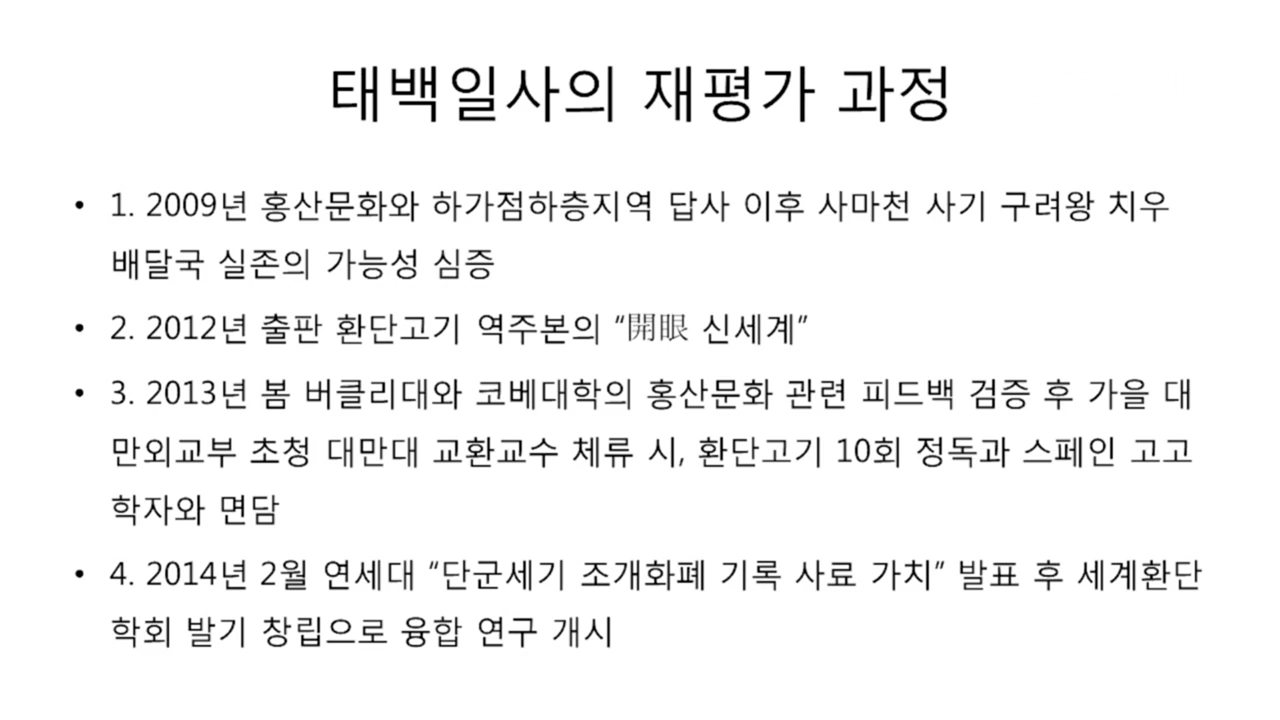 태백일사의 재평가 과정
• 1. 2009년 홍산문화와 하가점하층지역 답사 이후 사마천 사기 구려왕 치우
배달국 실존의 가능성 심증
• 2. 2012년 출판 환단고기 역주본의 “開眼 신세계”
• 3. 2013년 봄 버클리대와 코베대학의 홍산문화 관련 피드백 검증 후 가을 대
만외교부 초청 대만대 교환교수 체류 시, 환단고기 10회 정독과 스페인 고고
학자와 면담
• 4. 2014년 2월 연세대 “단군세기 조개화폐 기록 사료 가치” 발표 후 세계환단
학회 발기 창립으로 융합 연구 개시